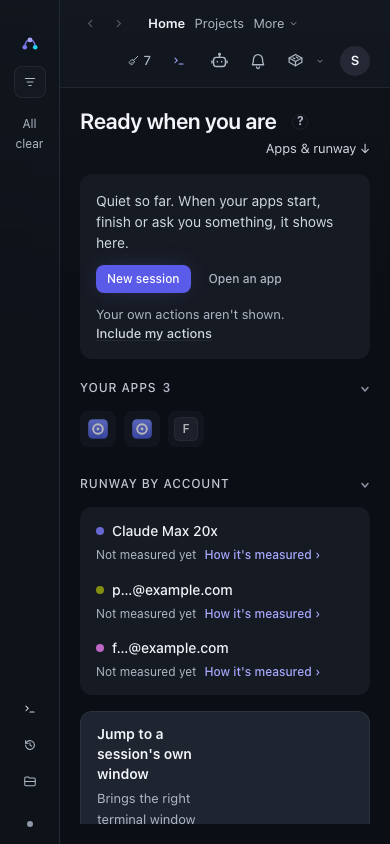 Home Projects More
7
S
All
clear
Ready when you are ?
Apps & runway ↓
Quiet so far. When your apps start,
finish or ask you something, it shows
here.
New session Open an app
Your own actions aren't shown.
Include my actions
YOUR APPS 3
F
RUNWAY BY ACCOUNT
Claude Max 20x
Not measured yet How it's measured ›
p...@example.com
Not measured yet How it's measured ›
f...@example.com
Not measured yet How it's measured ›
Jump to a
session's own
window
Brings the right
terminal window